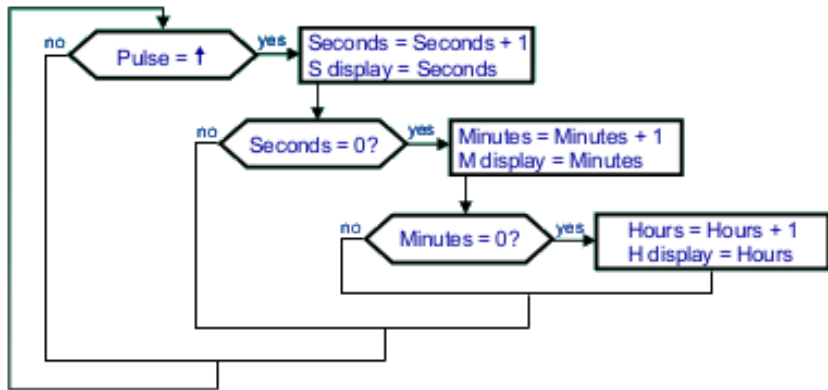 no
Pulse = ↑
yes
Seconds = Seconds + 1
S display = Seconds
no
Seconds = 0?
yes
Minutes = Minutes + 1
M display = Minutes
no
Minutes = 0?
yes
Hours = Hours + 1
H display = Hours